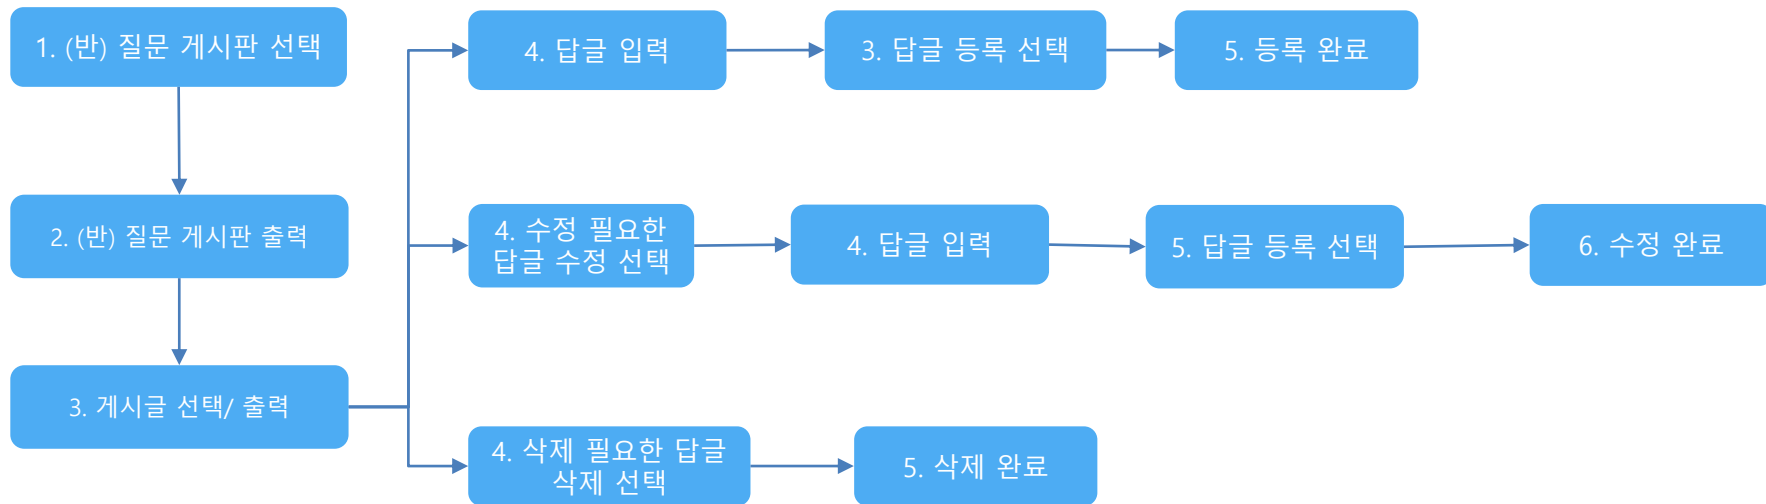 1. (반) 질문 게시판 선택
2. (반) 질문 게시판 출력
3. 게시글 선택/ 출력
4. 답글 입력
3. 답글 등록 선택
5. 등록 완료
4. 수정 필요한
답글 수정 선택
4. 답글 입력
5. 답글 등록 선택
6. 수정 완료
4. 삭제 필요한 답글
삭제 선택
5. 삭제 완료